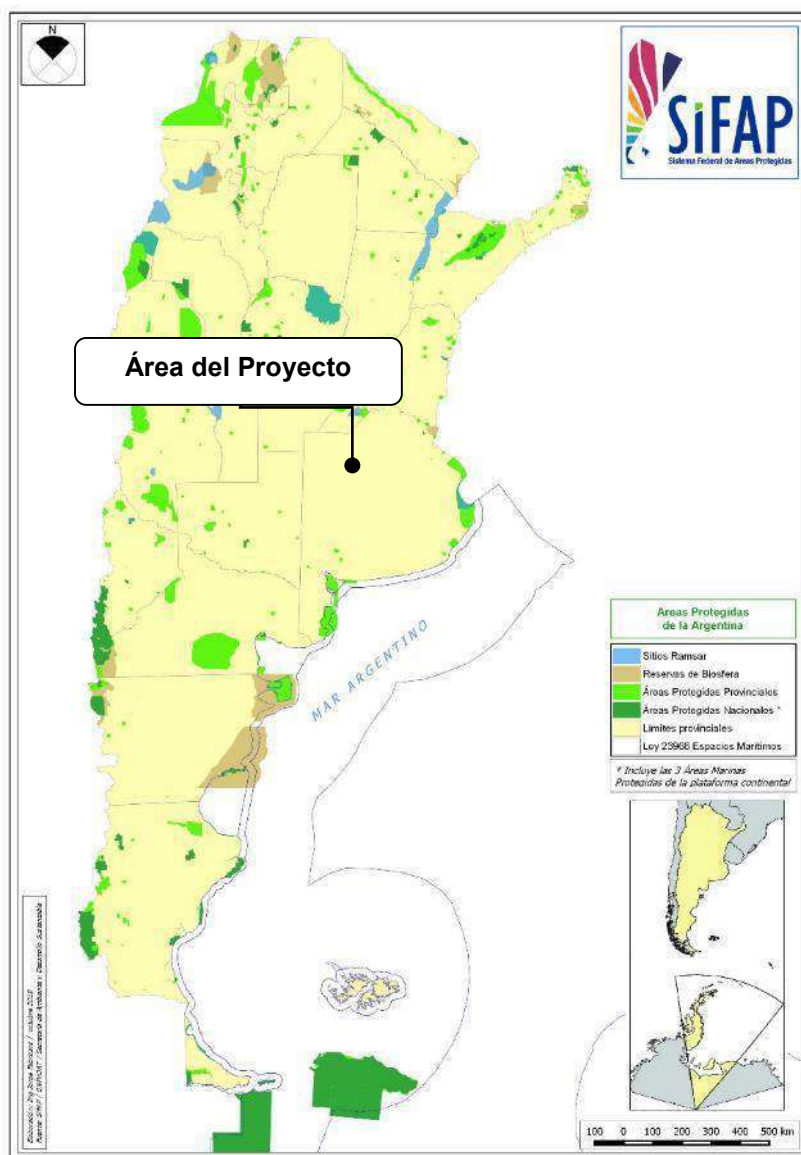 N
SiFAP
Sistema Federal de Areas Protegidas
Área del Proyecto
MAR ARGENTINO
Areas Protegidas
de la Argentina
Sitios Ramsar
Reservas de Biosfera
Áreas Protegidas Provinciales
Áreas Protegidas Nacionales *
Límites provinciales
Ley 23968 Espacios Marítimos
* Incluye las 3 Áreas Marinas
Protegidas de la plataforma continental
100 0 100 200 300 400 500 km